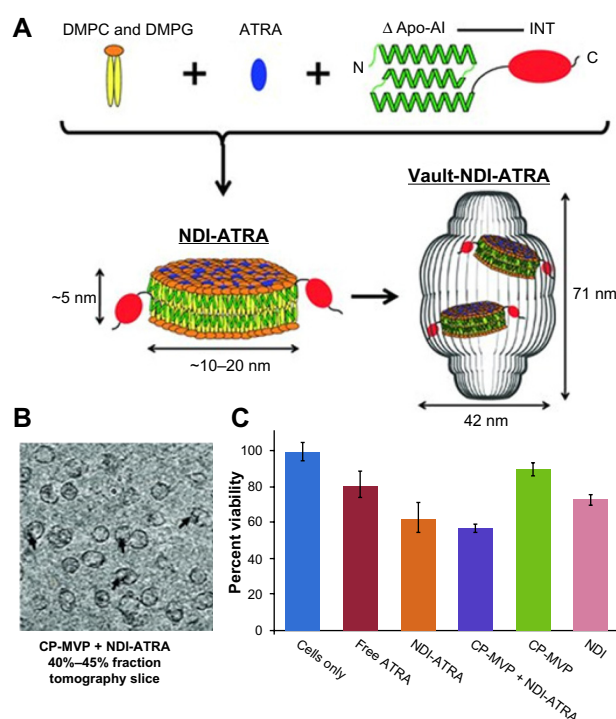 A
DMPC and DMPG
ATRA
Δ Apo-AI
INT
N
C
Vault-NDI-ATRA
NDI-ATRA
~5 nm
71 nm
~10–20 nm
42 nm
B
CP-MVP + NDI-ATRA
40%–45% fraction
tomography slice
C
Percent viability
100
80
60
40
20
0
Cells only
Free ATRA
NDI-ATRA
CP-MVP + NDI-ATRA
CP-MVP
NDI